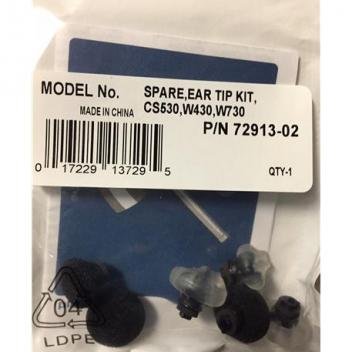 MODEL No. SPARE,EAR TIP KIT,
MADE IN CHINA CS530,W430,W730
P/N 72913-02
0 17229 13729 5
QTY-1
04
LDPE